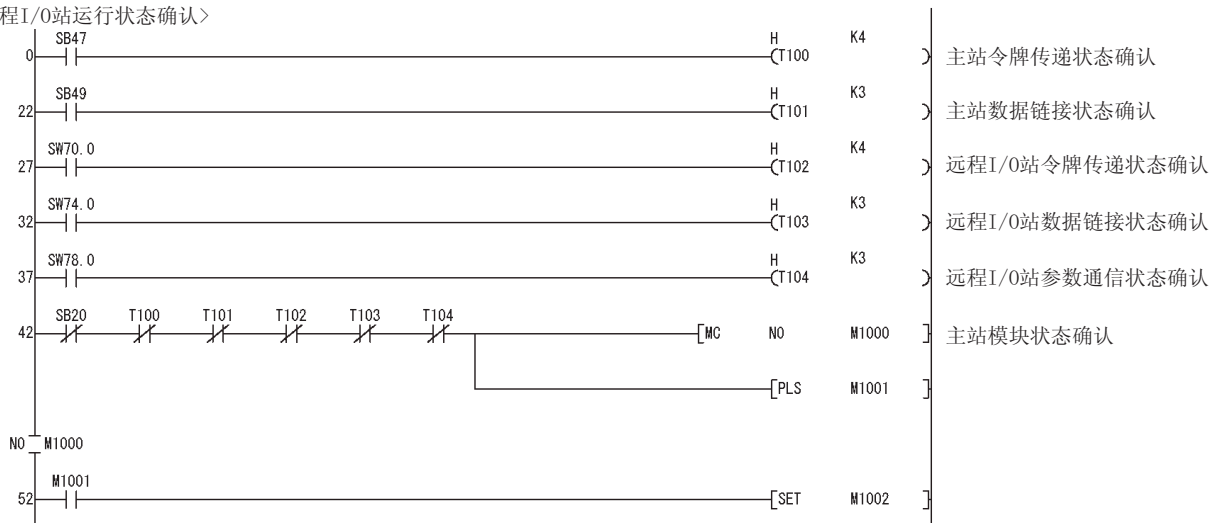 程I/O站运行状态确认>
SB47 H K4
0 (T100 ) 主站令牌传递状态确认
SB49 H K3
22 (T101 ) 主站数据链接状态确认
SW70.0 H K4
27 (T102 ) 远程I/O站令牌传递状态确认
SW74.0 H K3
32 (T103 ) 远程I/O站数据链接状态确认
SW78.0 H K3
37 (T104 ) 远程I/O站参数通信状态确认
SB20 T100 T101 T102 T103 T104
42 [MC N0 M1000 ] 主站模块状态确认
[PLS M1001 ]
N0 M1000
M1001
52 [SET M1002 ]